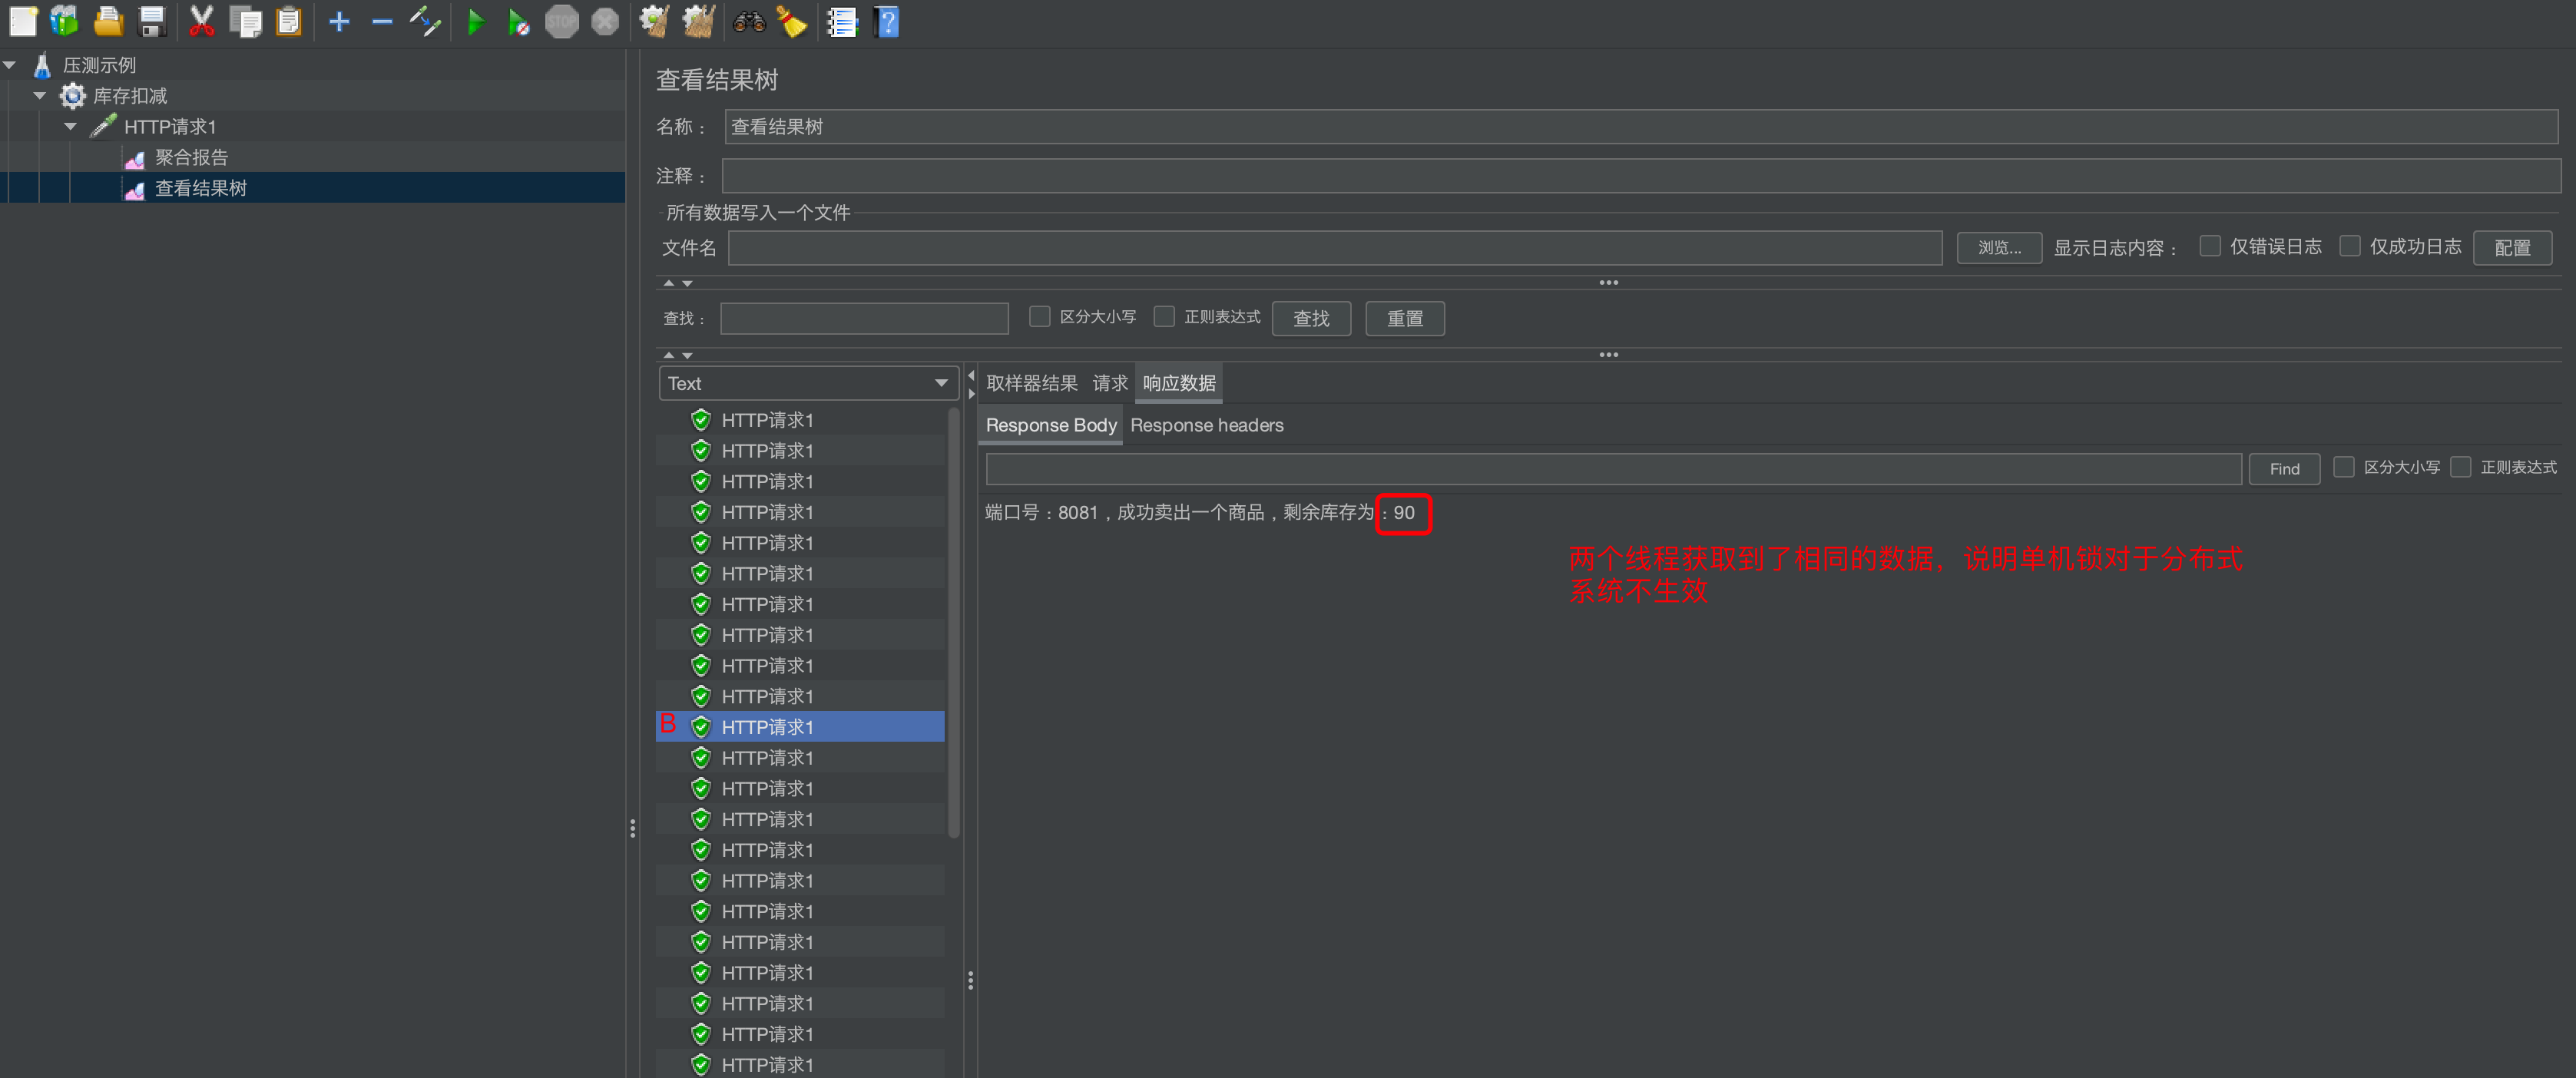 STOP
压测示例
库存扣减
HTTP请求1
聚合报告
查看结果树
查看结果树
名称：
查看结果树
注释：
所有数据写入一个文件
文件名
浏览...
显示日志内容：
仅错误日志
仅成功日志
配置
查找：
区分大小写
正则表达式
查找
重置
Text
取样器结果
请求
响应数据
Response Body
Response headers
Find
区分大小写
正则表达式
端口号：8081，成功卖出一个商品，剩余库存为：90
两个线程获取到了相同的数据，说明单机锁对于分布式
系统不生效
HTTP请求1
HTTP请求1
HTTP请求1
HTTP请求1
HTTP请求1
HTTP请求1
HTTP请求1
HTTP请求1
HTTP请求1
HTTP请求1
B HTTP请求1
HTTP请求1
HTTP请求1
HTTP请求1
HTTP请求1
HTTP请求1
HTTP请求1
HTTP请求1
HTTP请求1
HTTP请求1
HTTP请求1
HTTP请求1